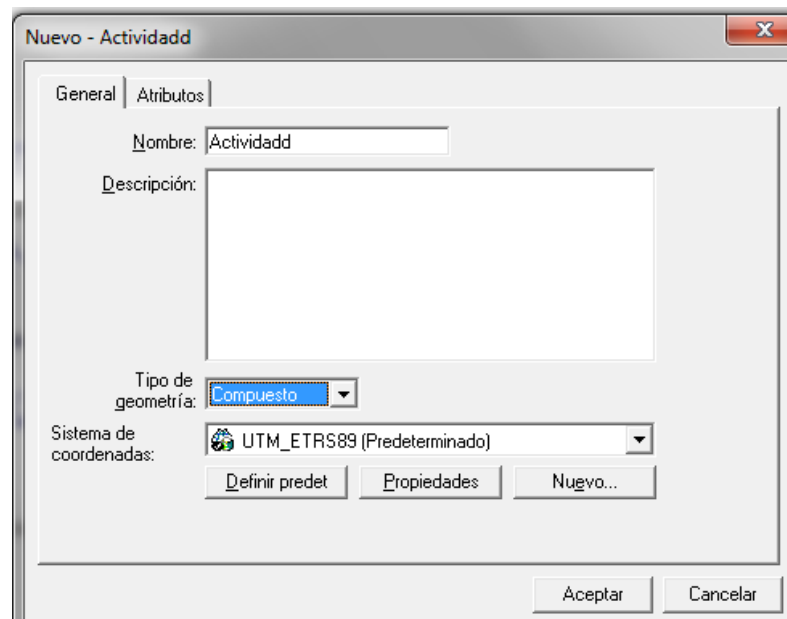 Nuevo - Actividadd
General Atributos
Nombre: Actividadd
Descripción:
Tipo de
geometría: Compuesto
Sistema de
coordenadas: UTM_ETRS89 (Predeterminado)
Definir predet Propiedades Nuevo...
Aceptar Cancelar